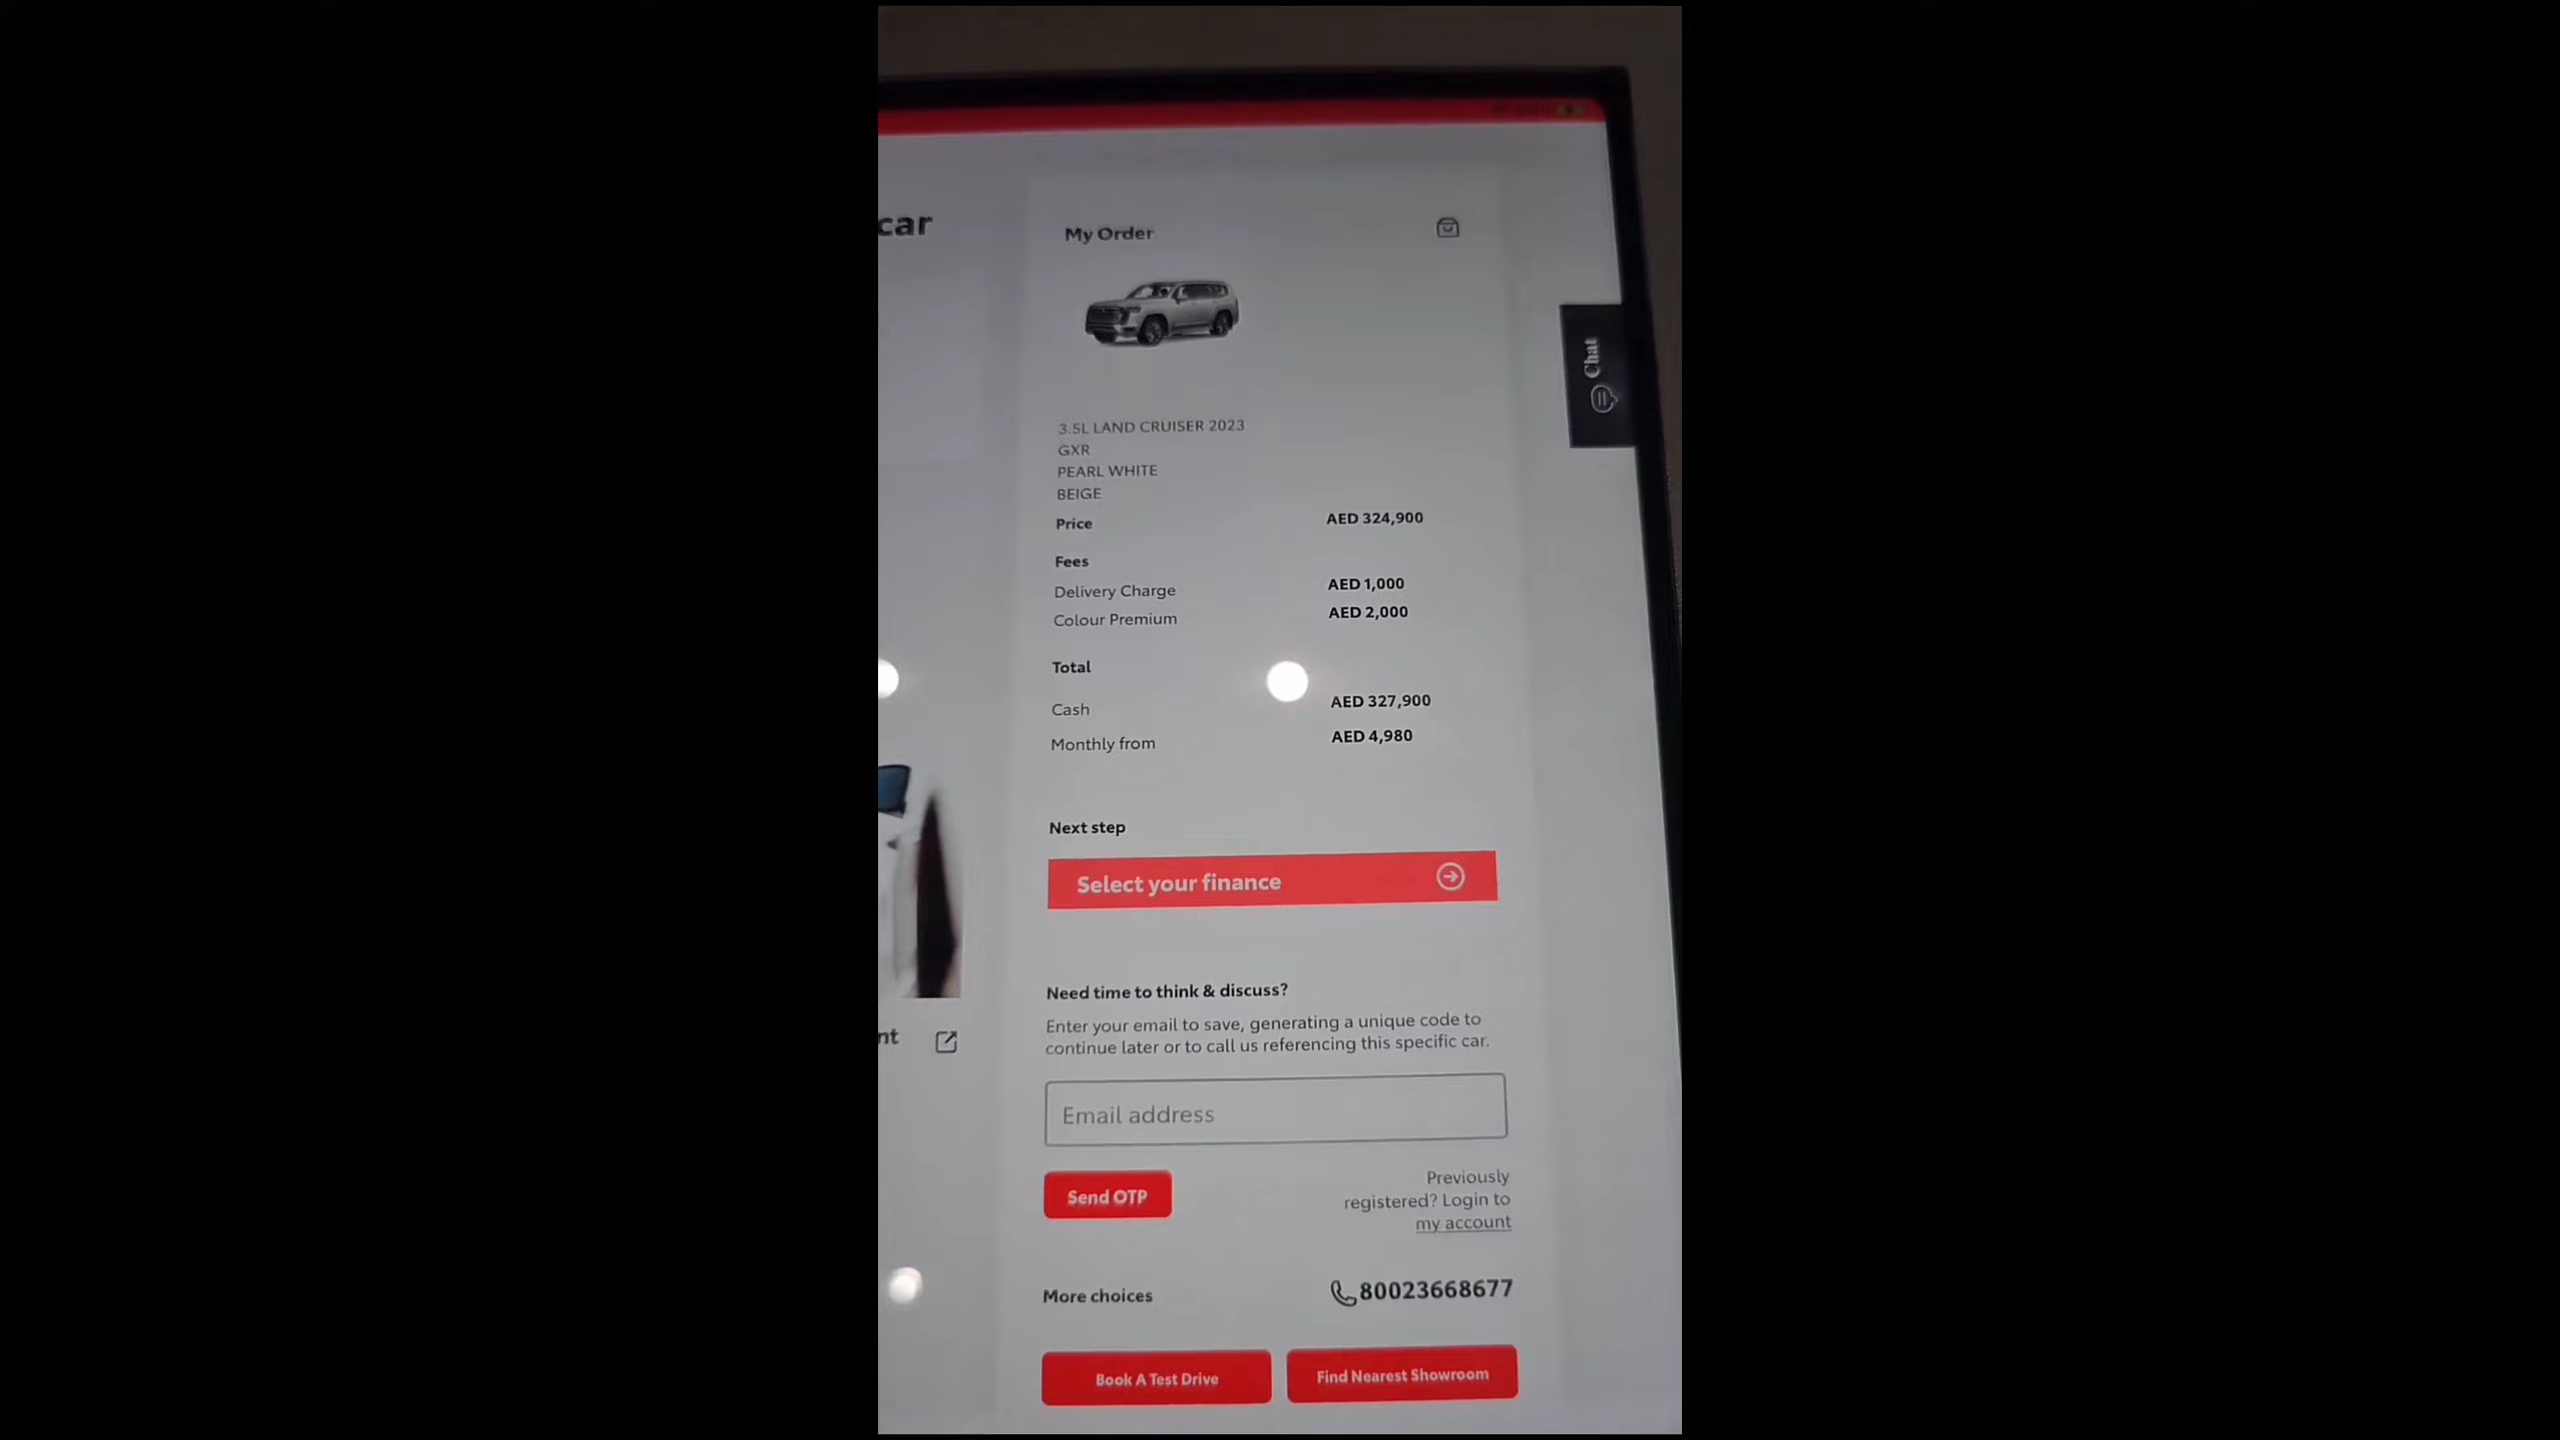 car
My Order
Chat
3.5L LAND CRUISER 2023
GXR
PEARL WHITE
BEIGE
Price AED 324,900
Fees
Delivery Charge AED 1,000
Colour Premium AED 2,000
Total
Cash AED 327,900
Monthly from AED 4,980
Next step
Select your finance
Need time to think & discuss?
Enter your email to save, generating a unique code to
continue later or to call us referencing this specific car.
nt
Email address
Send OTP
Previously
registered? Login to
my account
More choices 80023668677
Book A Test Drive
Find Nearest Showroom